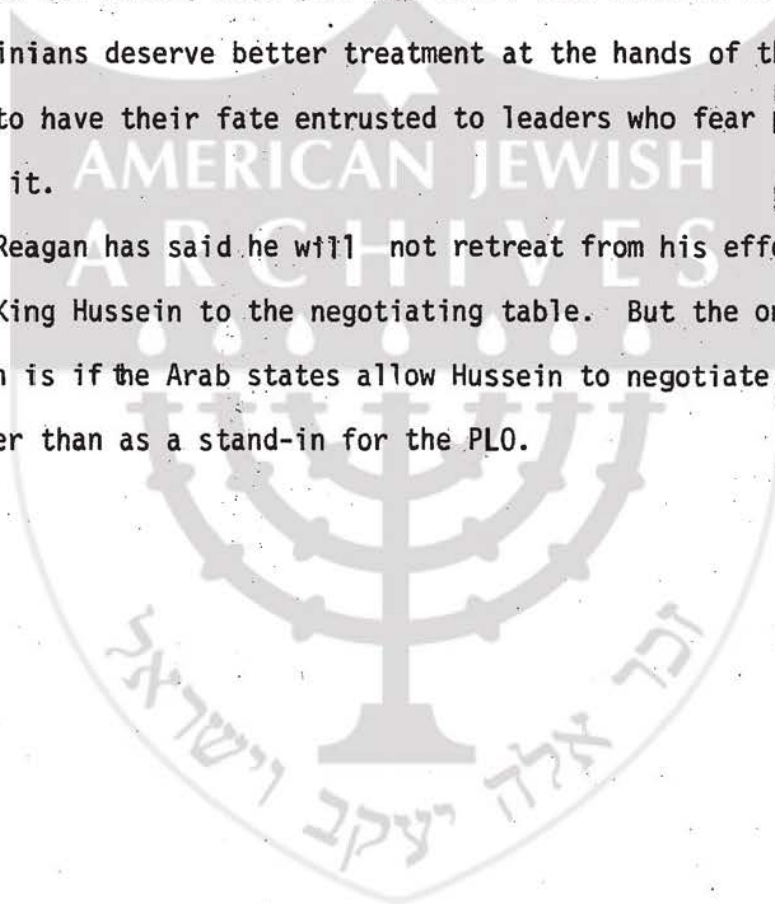 inians deserve better treatment at the hands of
to have their fate entrusted to leaders who fear
it.
AMERICAN JEWISH
Reagan has said he will not retreat from his
ARCHIVES
King Hussein to the negotiating table. But the
is if the Arab states allow Hussein to negotiate
er than as a stand-in for the PLO.
זכר אלה יעקב וישראל